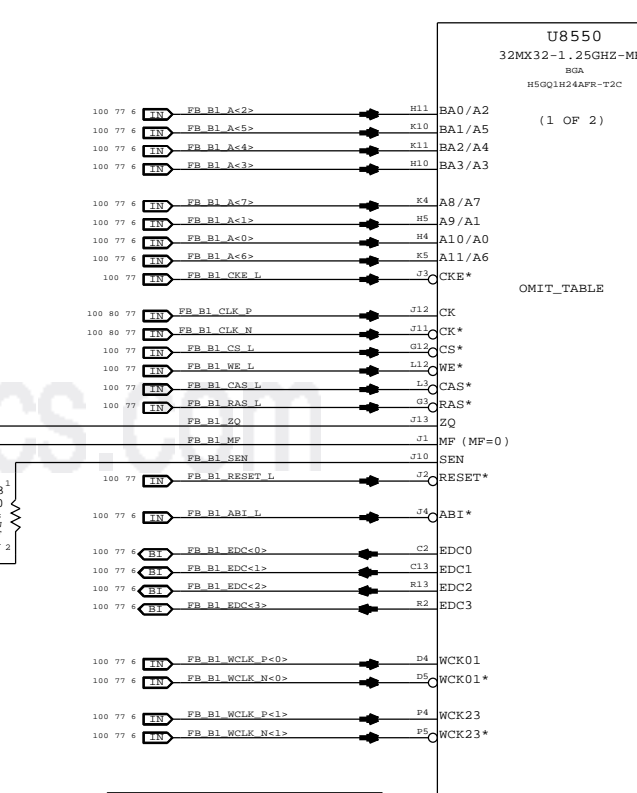 U8550
32MX32-1.25GHZ-MF
BGA
H5GQ1H24AFR-T2C
(1 OF 2)
100 77 6 IN FB_B1_A<2> H11 BA0/A2
100 77 6 IN FB_B1_A<5> K10 BA1/A5
100 77 6 IN FB_B1_A<4> K11 BA2/A4
100 77 6 IN FB_B1_A<3> H10 BA3/A3
100 77 6 IN FB_B1_A<7> K4 A8/A7
100 77 6 IN FB_B1_A<1> H5 A9/A1
100 77 6 IN FB_B1_A<0> H4 A10/A0
100 77 6 IN FB_B1_A<6> K5 A11/A6
100 77 IN FB_B1_CKE_L J3 CKE*
OMIT_TABLE
100 80 77 IN FB_B1_CLK_P J12 CK
100 80 77 IN FB_B1_CLK_N J11 CK*
100 77 IN FB_B1_CS_L G12 CS*
100 77 IN FB_B1_WE_L L12 WE*
100 77 IN FB_B1_CAS_L L3 CAS*
100 77 IN FB_B1_RAS_L G3 RAS*
cs.com
FB_B1_ZQ J13 ZQ
FB_B1_MF J1 MF (MF=0)
FB_B1_SEN J10 SEN
100 77 IN FB_B1_RESET_L J2 RESET*
1
2
100 77 6 IN FB_B1_ABI_L J4 ABI*
100 77 6 BI FB_B1_EDC<0> C2 EDC0
100 77 6 BI FB_B1_EDC<1> C13 EDC1
100 77 6 BI FB_B1_EDC<2> R13 EDC2
100 77 6 BI FB_B1_EDC<3> R2 EDC3
100 77 6 IN FB_B1_WCLK_P<0> D4 WCK01
100 77 6 IN FB_B1_WCLK_N<0> D5 WCK01*
100 77 6 IN FB_B1_WCLK_P<1> P4 WCK23
100 77 6 IN FB_B1_WCLK_N<1> P5 WCK23*